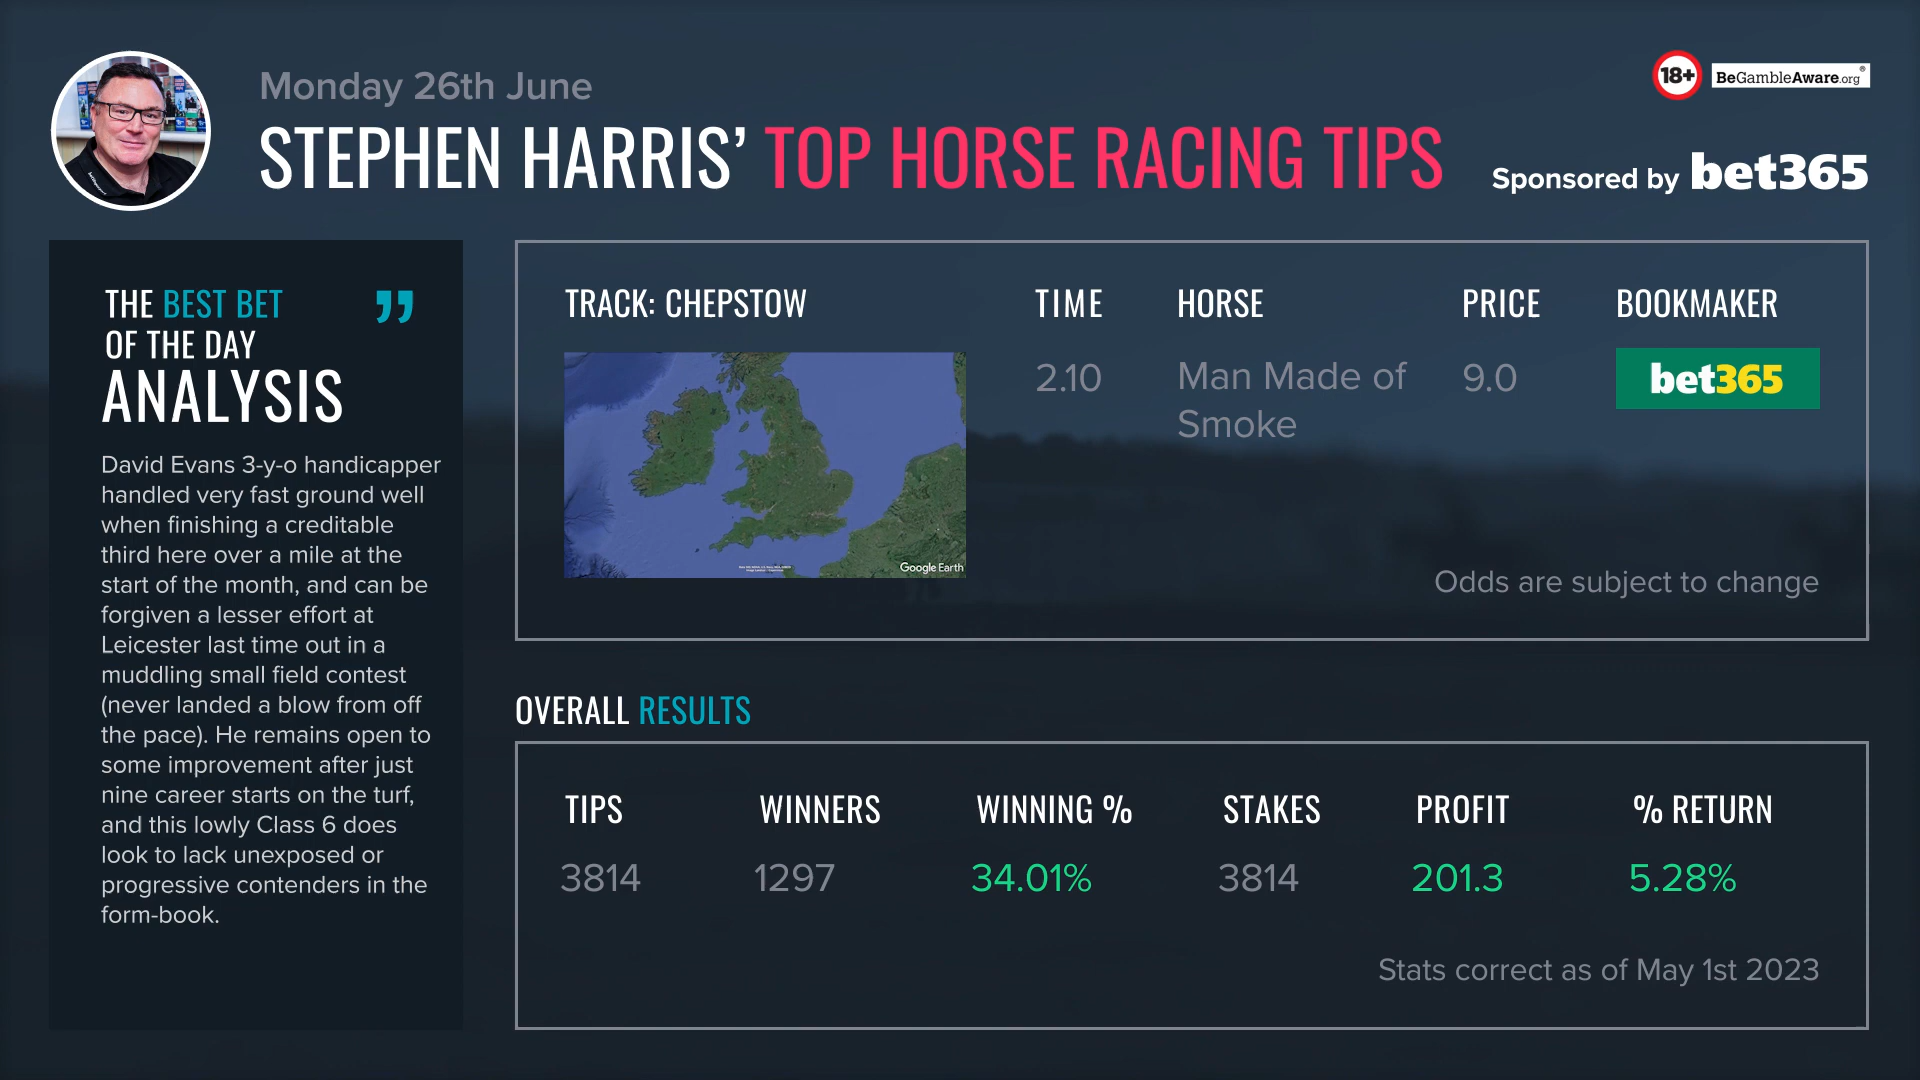 Monday 26th June
STEPHEN HARRIS’ TOP HORSE RACING TIPS
18+
BeGambleAware.org®
Sponsored by bet365
THE BEST BET
OF THE DAY
ANALYSIS
David Evans 3-y-o handicapper
handled very fast ground well
when finishing a creditable
third here over a mile at the
start of the month, and can be
forgiven a lesser effort at
Leicester last time out in a
muddling small field contest
(never landed a blow from off
the pace). He remains open to
some improvement after just
nine career starts on the turf,
and this lowly Class 6 does
look to lack unexposed or
progressive contenders in the
form-book.
TRACK: CHEPSTOW
TIME HORSE PRICE BOOKMAKER
2.10 Man Made of 9.0 bet365
Smoke
Google Earth
Odds are subject to change
OVERALL RESULTS
TIPS WINNERS WINNING % STAKES PROFIT % RETURN
3814 1297 34.01% 3814 201.3 5.28%
Stats correct as of May 1st 2023